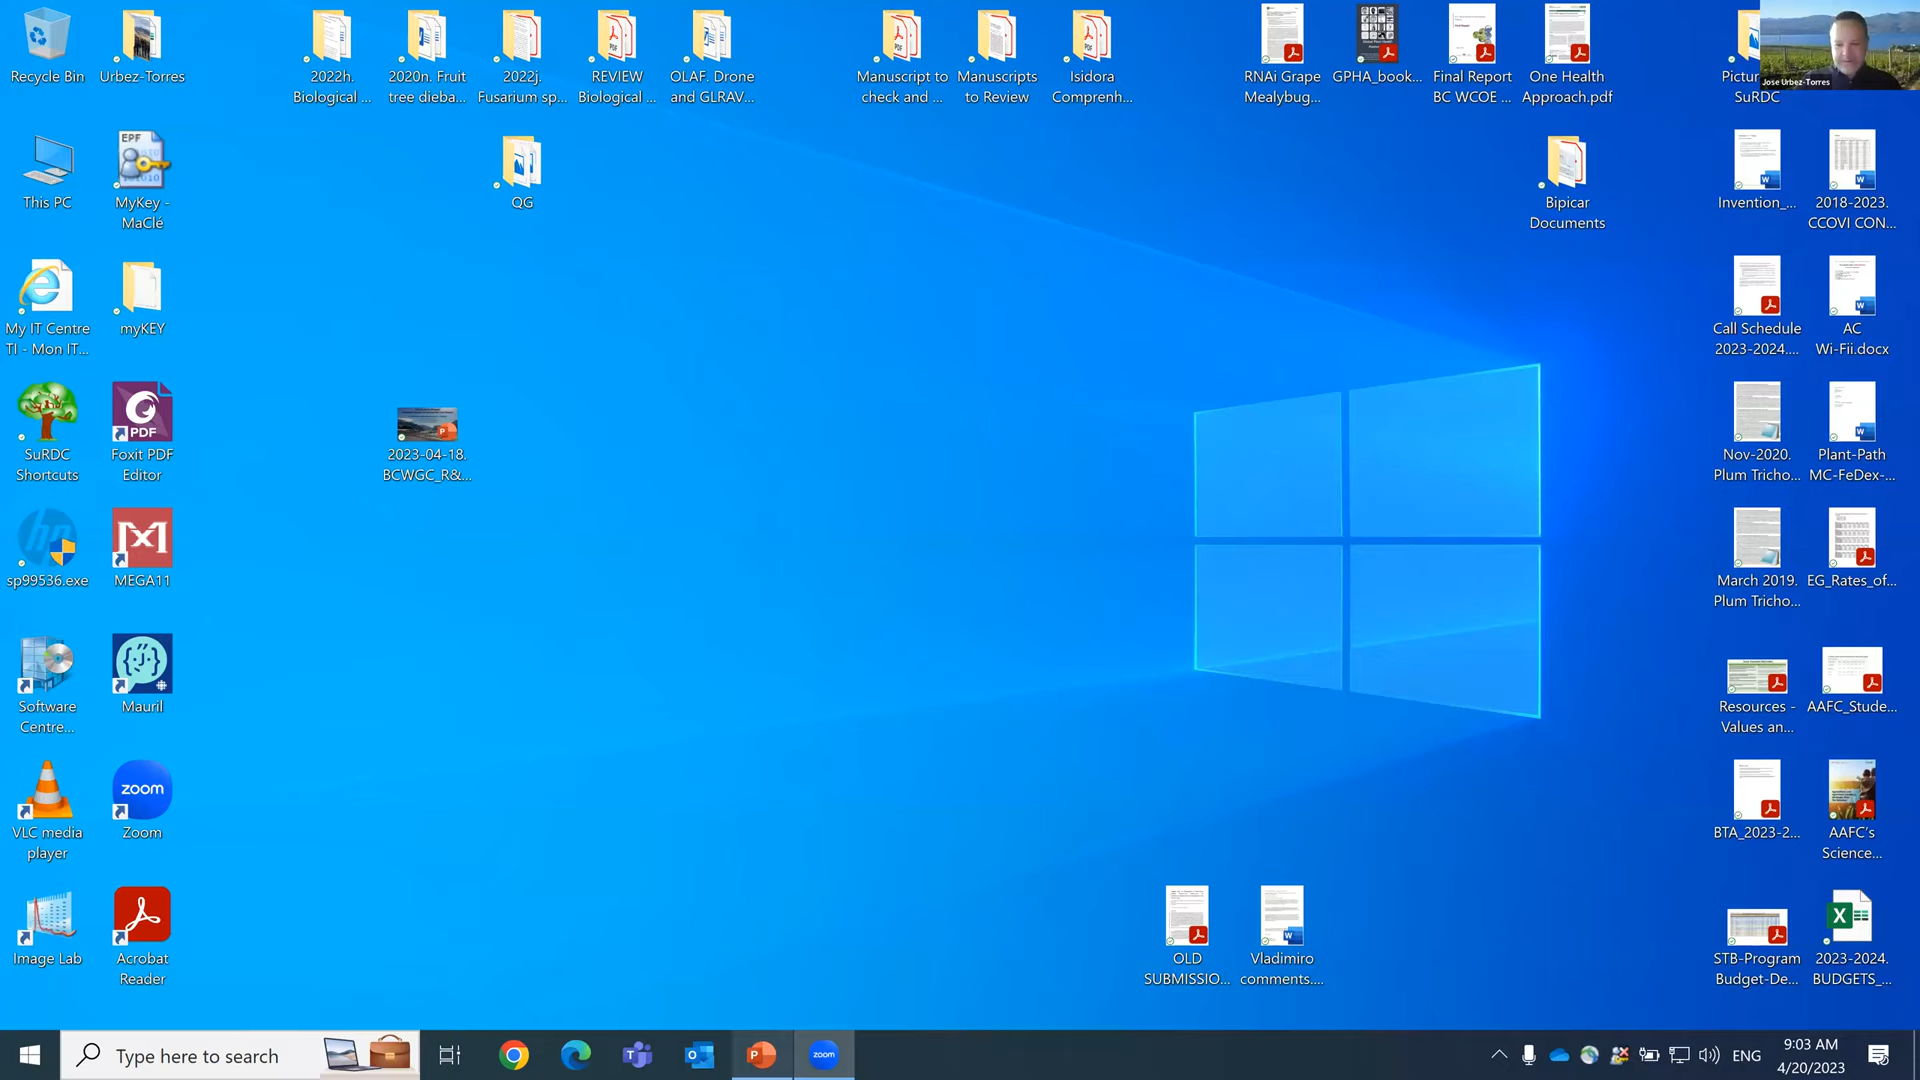 Recycle Bin
Urbez-Torres
2022h.
Biological ...
2020n. Fruit
tree dieba...
2022j.
Fusarium sp...
REVIEW
Biological ...
OLAF. Drone
and GLRAV...
Manuscript to
check and ...
Manuscripts
to Review
Isidora
Comprenh...
RNAi Grape
Mealybug...
GPHA_book...
Final Report
BC WCOE ...
One Health
Approach.pdf
Pictur
SuRDC
Jose Urbez-Torres
This PC
EPF
MyKey -
MaClé
QG
Bipicar
Documents
Invention_...
2018-2023.
CCOVI CON...
My IT Centre
TI - Mon IT...
myKEY
Call Schedule
2023-2024....
AC
Wi-Fii.docx
SuRDC
Shortcuts
PDF
Foxit PDF
Editor
2023-04-18.
BCWGC_R&...
Nov-2020.
Plum Tricho...
Plant-Path
MC-FeDex-...
hp
sp99536.exe
MEGA11
March 2019.
Plum Tricho...
EG_Rates_of...
Software
Centre...
Mauril
Resources -
Values an...
AAFC_Stude...
VLC media
player
zoom
Zoom
BTA_2023-2...
AAFC's
Science...
Image Lab
Acrobat
Reader
OLD
SUBMISSIO...
Vladimiro
comments....
STB-Program
Budget-De...
2023-2024.
BUDGETS_...
Type here to search
zoom
ENG
9:03 AM
4/20/2023